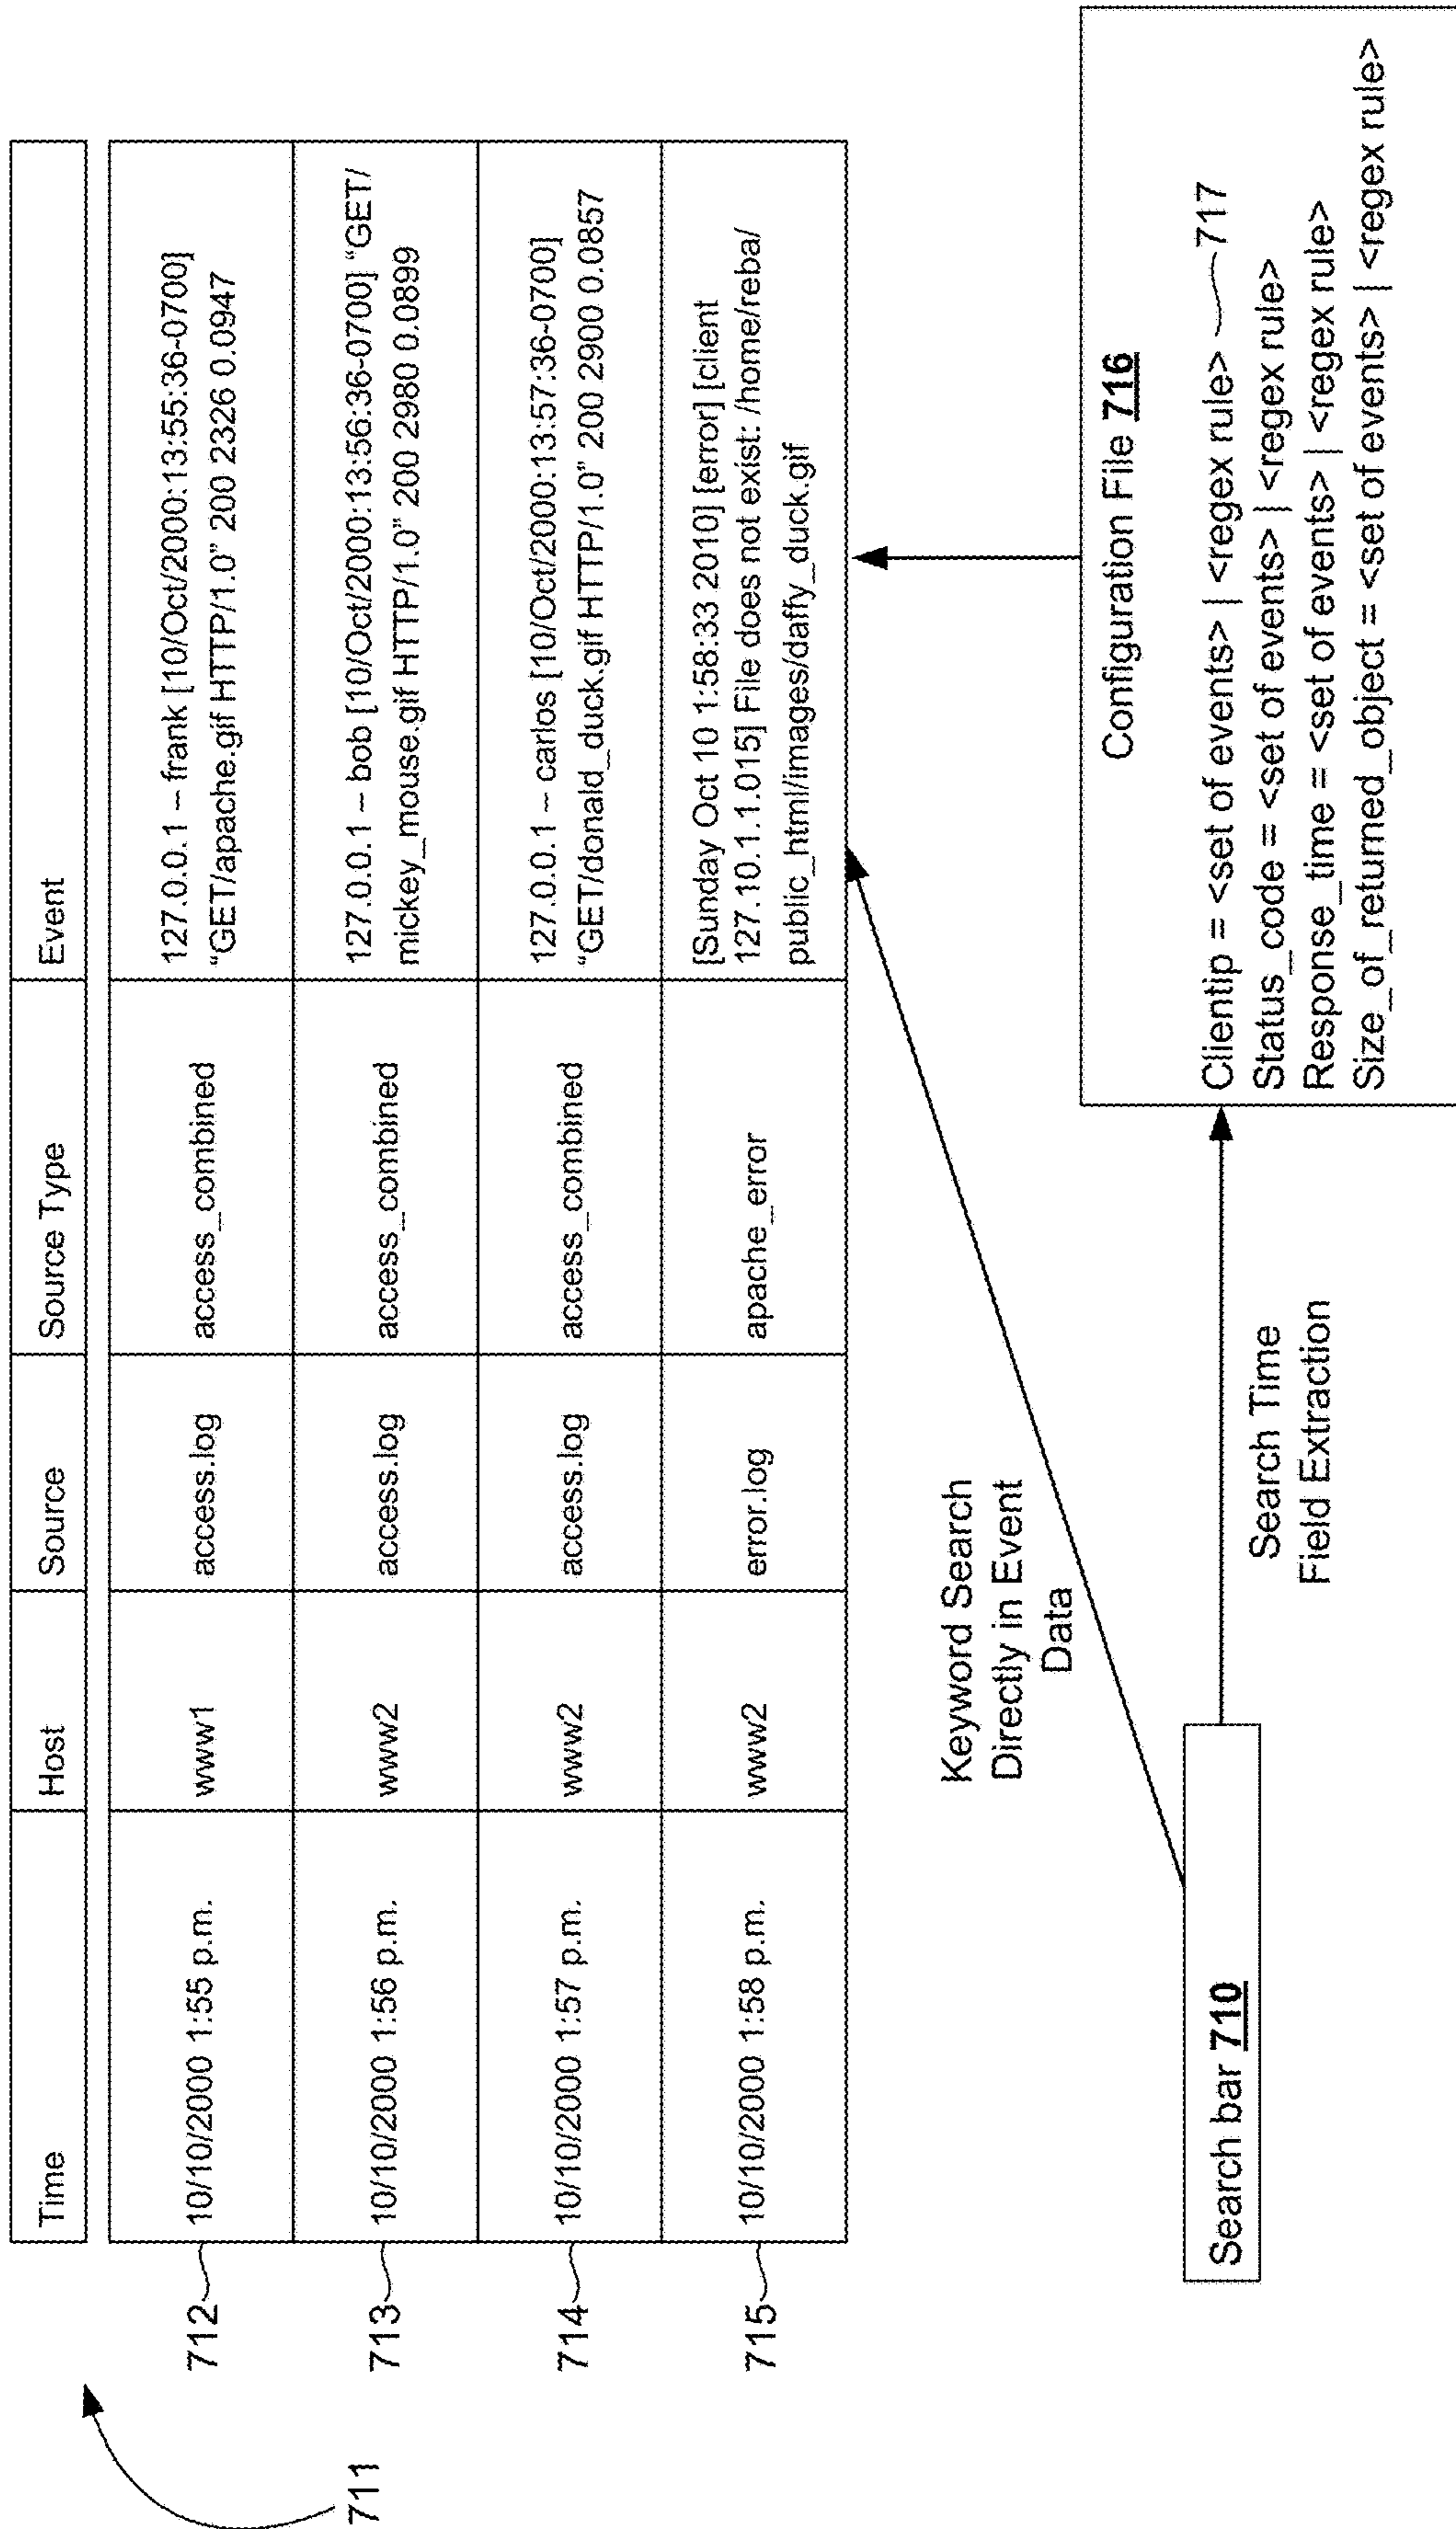 711
Time
Host
Source
Source Type
Event
712
10/10/2000 1:55 p.m.
www1
access.log
access_combined
127.0.0.1 – frank [10/Oct/2000:13:55:36-0700]
“GET/apache.gif HTTP/1.0” 200 2326 0.0947
713
10/10/2000 1:56 p.m.
www2
access.log
access_combined
127.0.0.1 – bob [10/Oct/2000:13:56:36-0700] “GET/
mickey_mouse.gif HTTP/1.0” 200 2980 0.0899
714
10/10/2000 1:57 p.m.
www2
access.log
access_combined
127.0.0.1 – carlos [10/Oct/2000:13:57:36-0700]
“GET/donald_duck.gif HTTP/1.0” 200 2900 0.0857
715
10/10/2000 1:58 p.m.
www2
error.log
apache_error
[Sunday Oct 10 1:58:33 2010] [error] [client
127.10.1.1.015] File does not exist: /home/reba/
public_html/images/daffy_duck.gif
Keyword Search
Directly in Event
Data
Search bar 710
Search Time
Field Extraction
Configuration File 716
Clientip = <set of events> | <regex rule> 717
Status_code = <set of events> | <regex rule>
Response_time = <set of events> | <regex rule>
Size_of_returned_object = <set of events> | <regex rule>